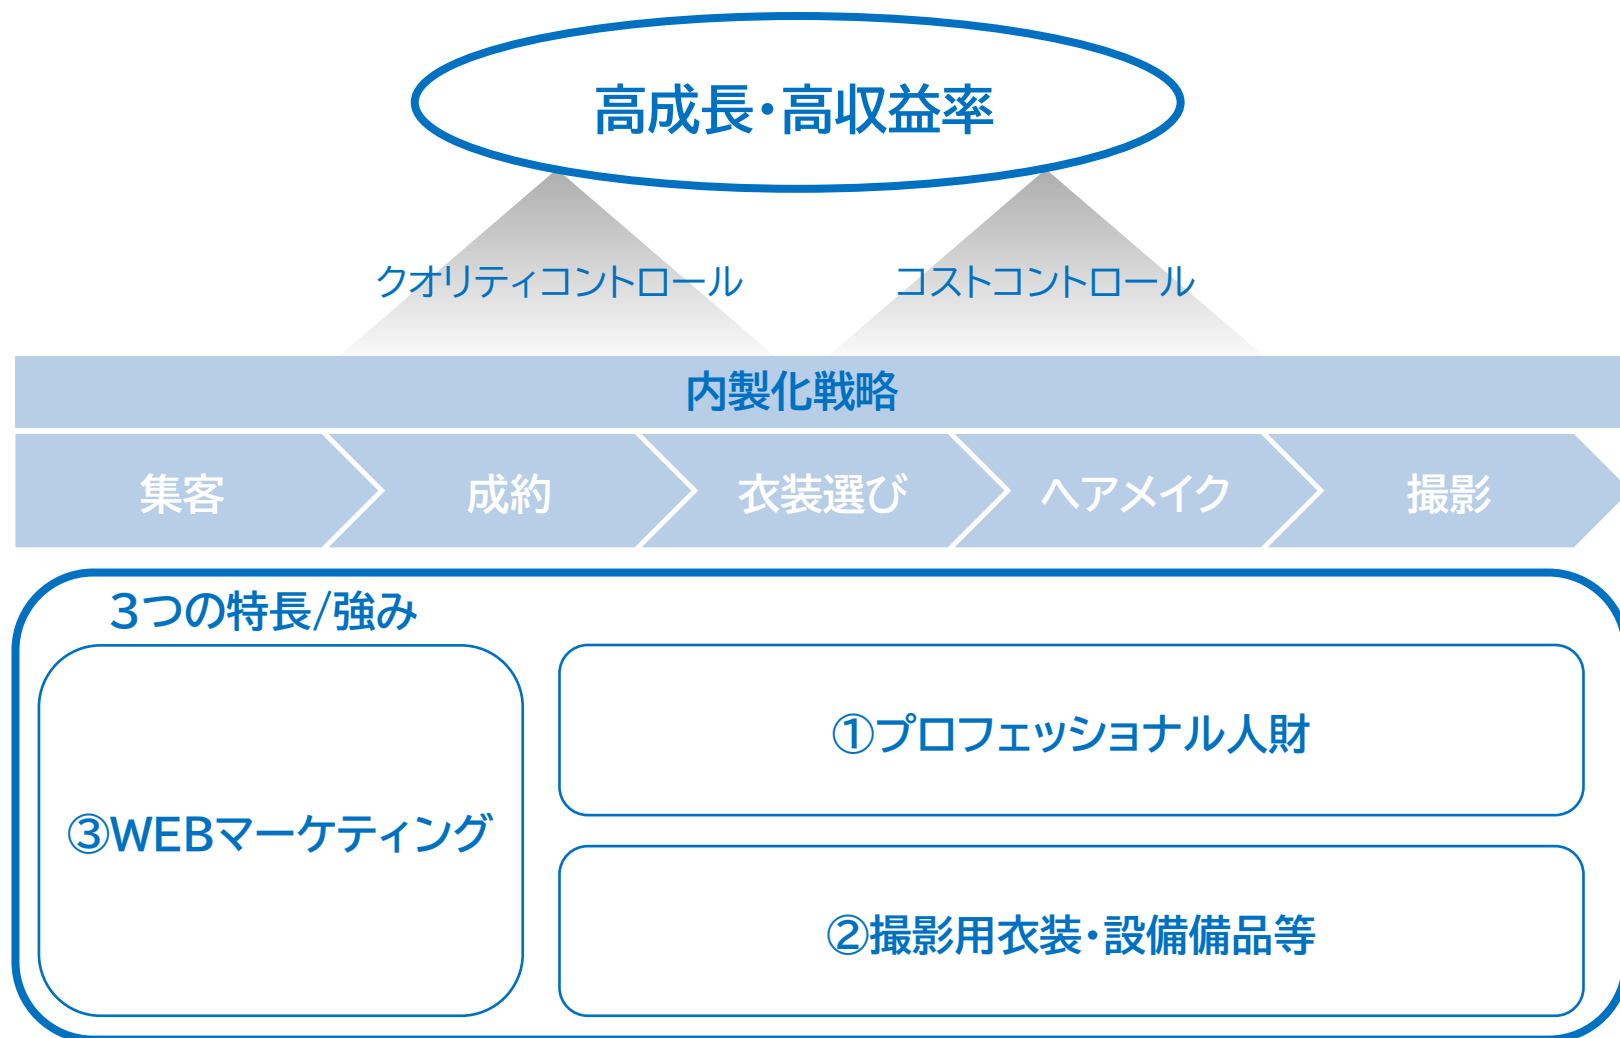 高成長・高収益率
クオリティコントロール
コストコントロール
内製化戦略
集客
成約
衣装選び
ヘアメイク
撮影
3つの特長/強み
①プロフェッショナル人財
③WEBマーケティング
②撮影用衣装・設備備品等